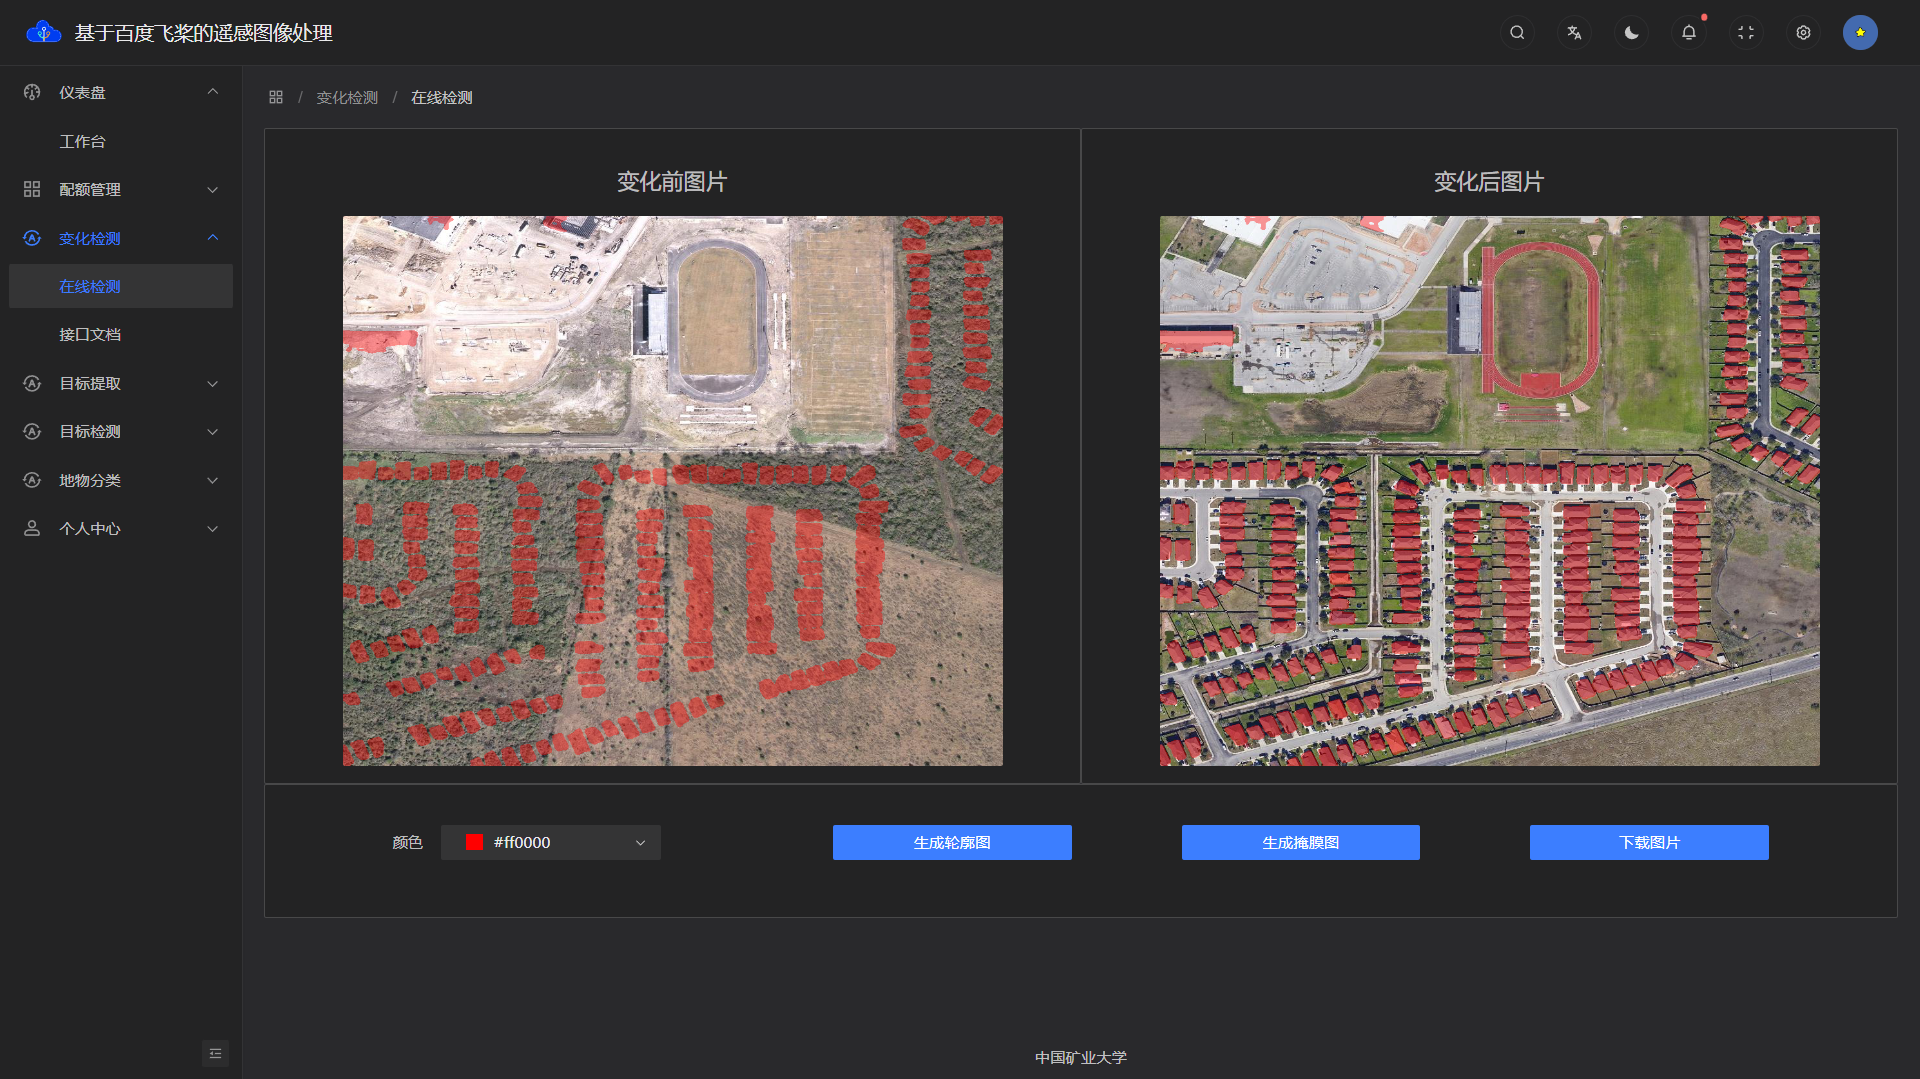 基于百度飞桨的遥感图像处理
仪表盘
工作台
配额管理
变化检测
在线检测
接口文档
目标提取
目标检测
地物分类
个人中心
/ 变化检测 / 在线检测
变化前图片
变化后图片
颜色 #ff0000
生成轮廓图
生成掩膜图
下载图片
中国矿业大学